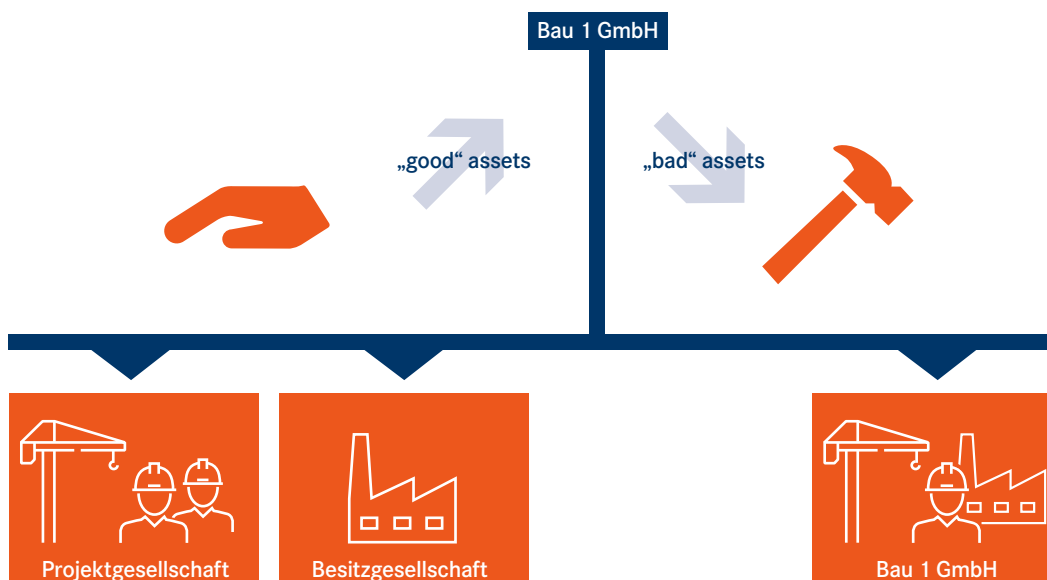 Bau 1 GmbH
„good“ assets
„bad“ assets
Projektgesellschaft
Besitzgesellschaft
Bau 1 GmbH